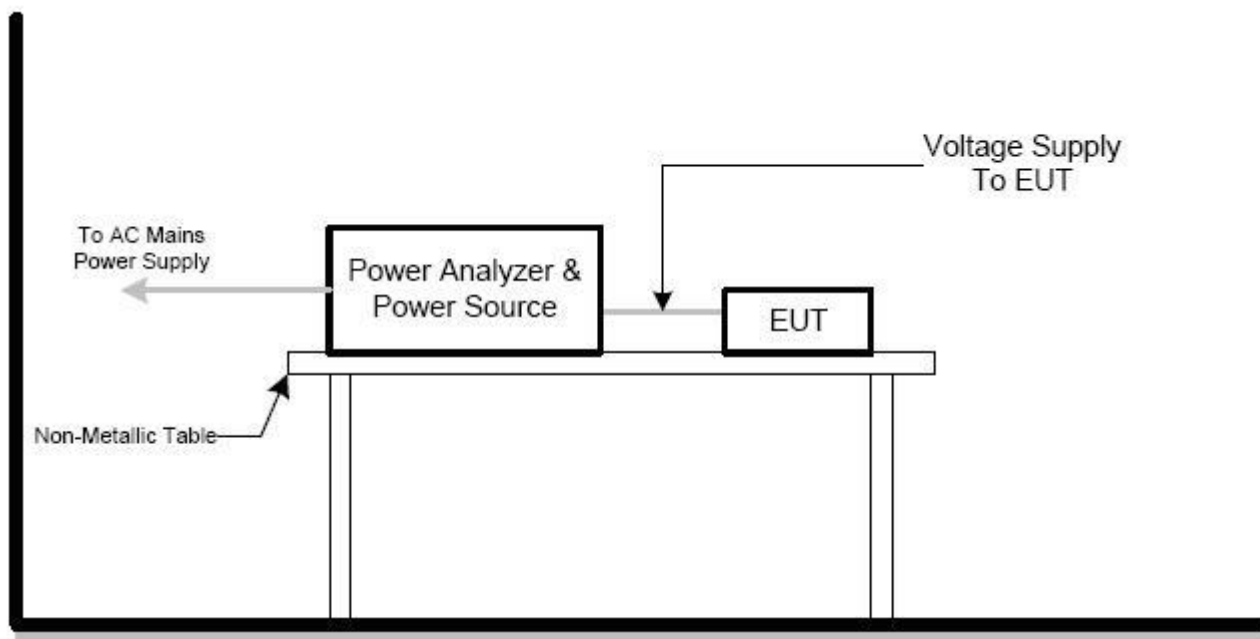 Voltage Supply
To EUT
To AC Mains
Power Supply
Power Analyzer &
Power Source
EUT
Non-Metallic Table